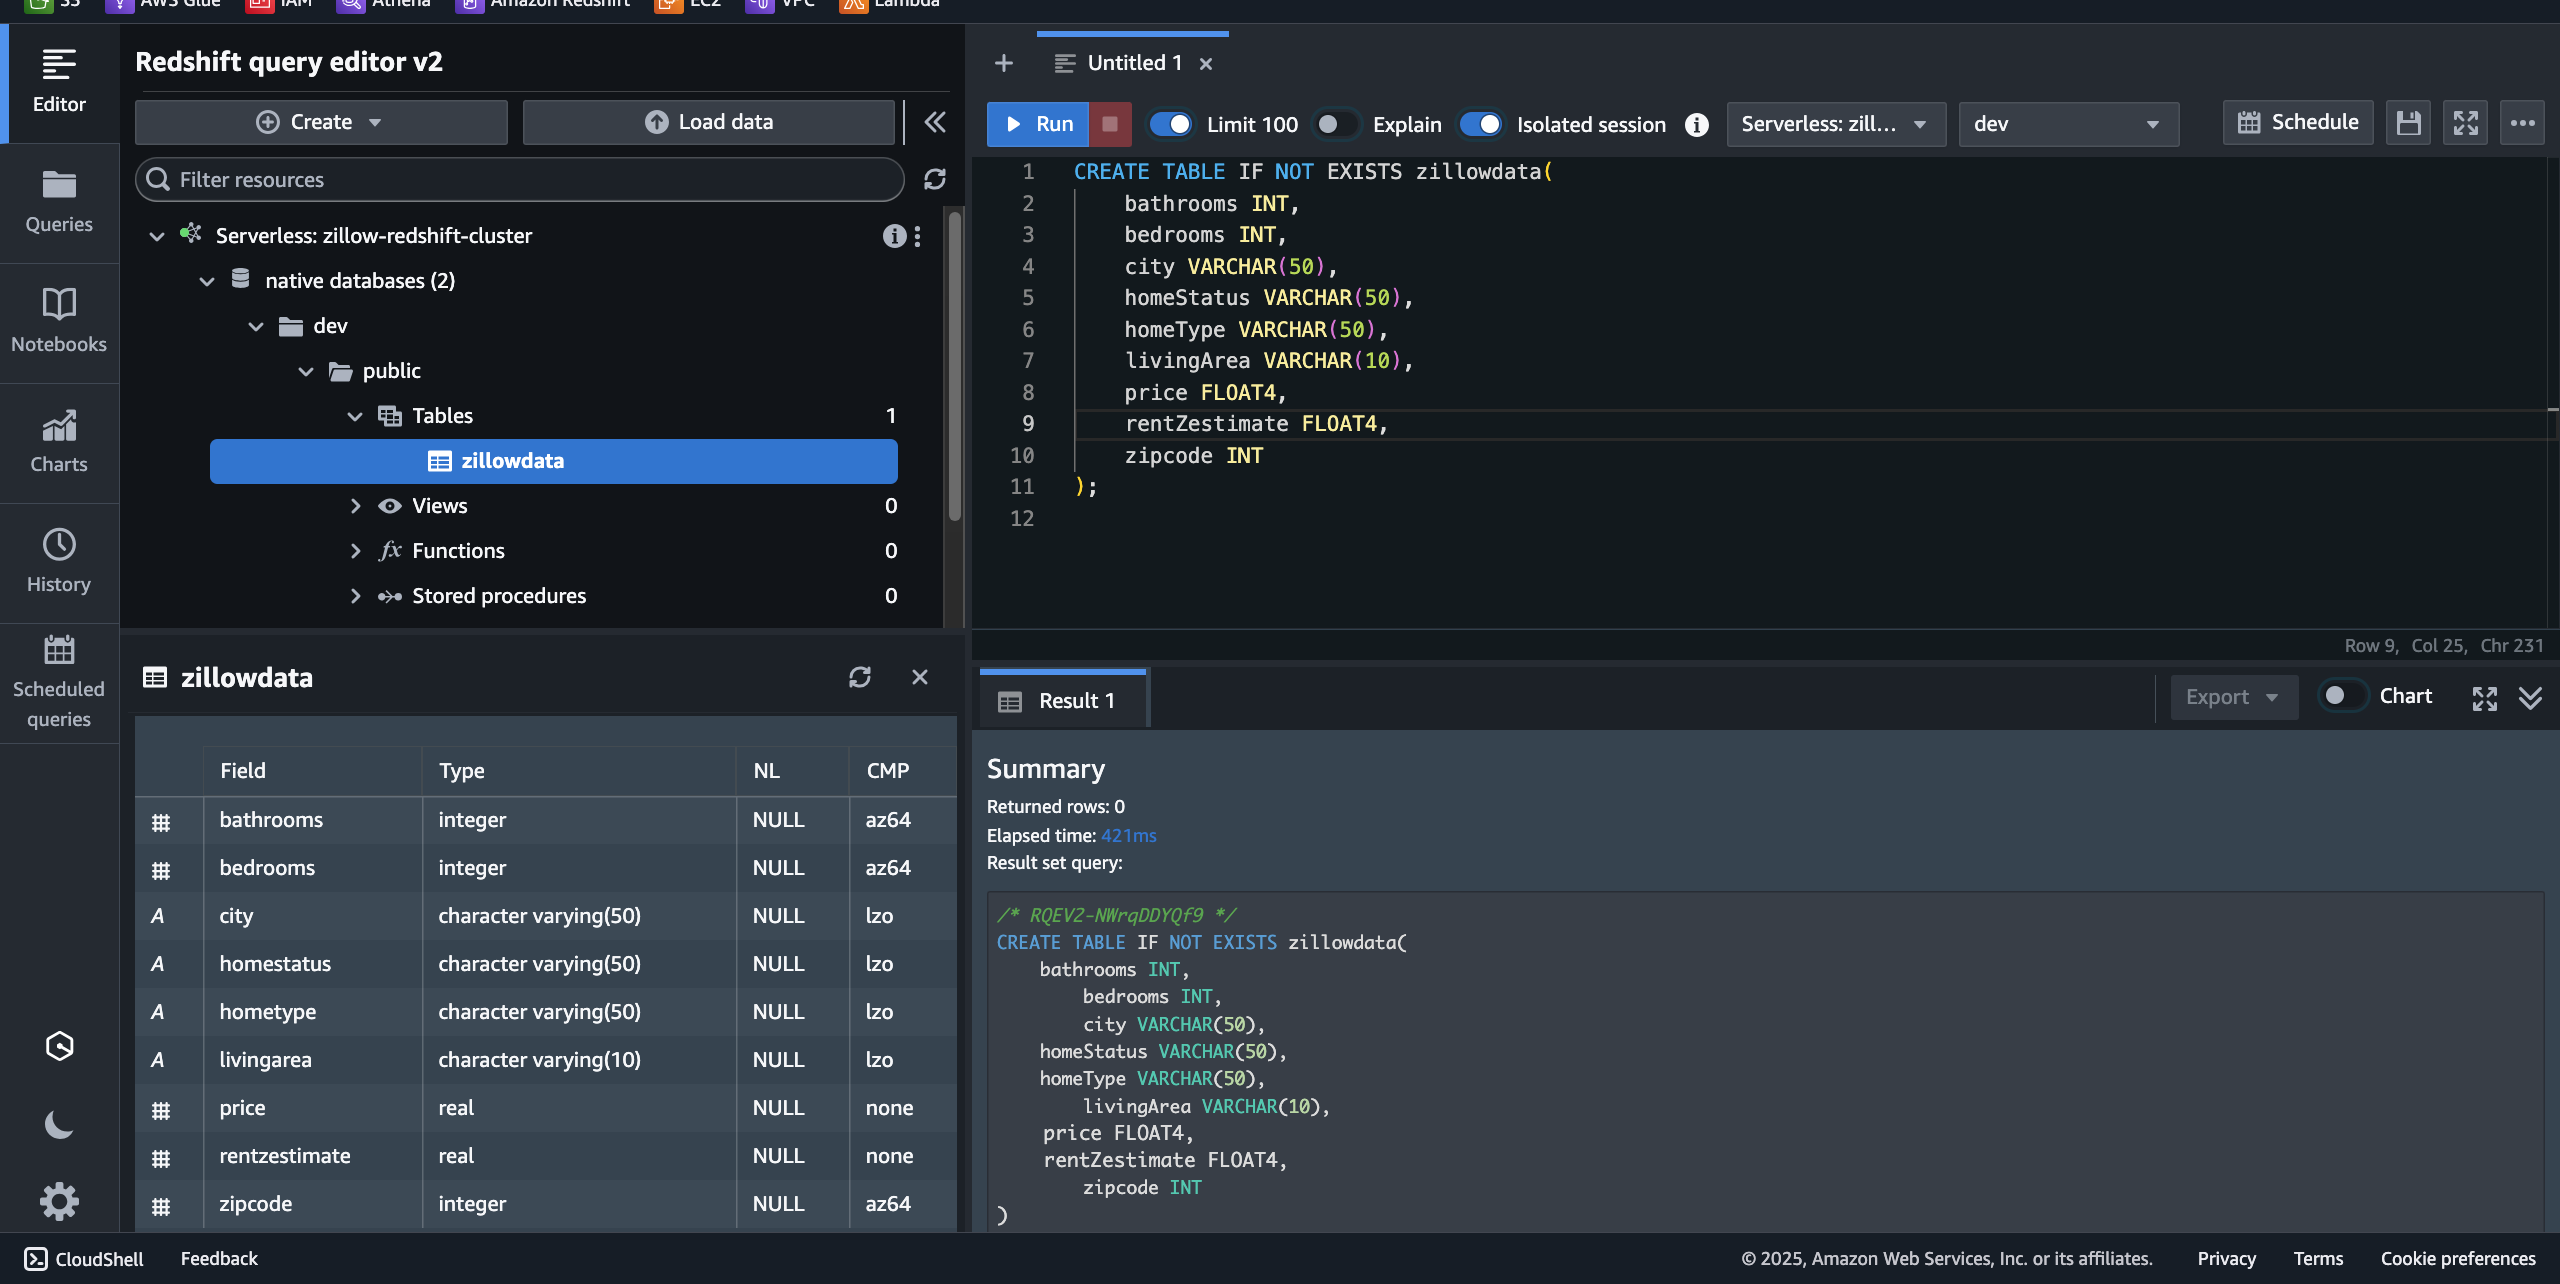 S3 AWS Glue IAM Athena Amazon Redshift EC2 VPC Lambda
Editor
Queries
Notebooks
Charts
History
Scheduled
queries
Redshift query editor v2
Create
Load data
Filter resources
Serverless: zillow-redshift-cluster
native databases (2)
dev
public
Tables 1
zillowdata
Views 0
fx Functions 0
Stored procedures 0
zillowdata
Field Type NL CMP
bathrooms integer NULL az64
bedrooms integer NULL az64
A city character varying(50) NULL lzo
A homestatus character varying(50) NULL lzo
A hometype character varying(50) NULL lzo
A livingarea character varying(10) NULL lzo
price real NULL none
rentzestimate real NULL none
zipcode integer NULL az64
Untitled 1
Run Limit 100 Explain Isolated session Serverless: zill... dev Schedule
1 CREATE TABLE IF NOT EXISTS zillowdata(
2 bathrooms INT,
3 bedrooms INT,
4 city VARCHAR(50),
5 homeStatus VARCHAR(50),
6 homeType VARCHAR(50),
7 livingArea VARCHAR(10),
8 price FLOAT4,
9 rentZestimate FLOAT4,
10 zipcode INT
11 );
12
Row 9, Col 25, Chr 231
Result 1
Export Chart
Summary
Returned rows: 0
Elapsed time: 421ms
Result set query:
/* RQEV2-NWrqDDYQf9 */
CREATE TABLE IF NOT EXISTS zillowdata(
bathrooms INT,
bedrooms INT,
city VARCHAR(50),
homeStatus VARCHAR(50),
homeType VARCHAR(50),
livingArea VARCHAR(10),
price FLOAT4,
rentZestimate FLOAT4,
zipcode INT
)
CloudShell Feedback © 2025, Amazon Web Services, Inc. or its affiliates. Privacy Terms Cookie preferences